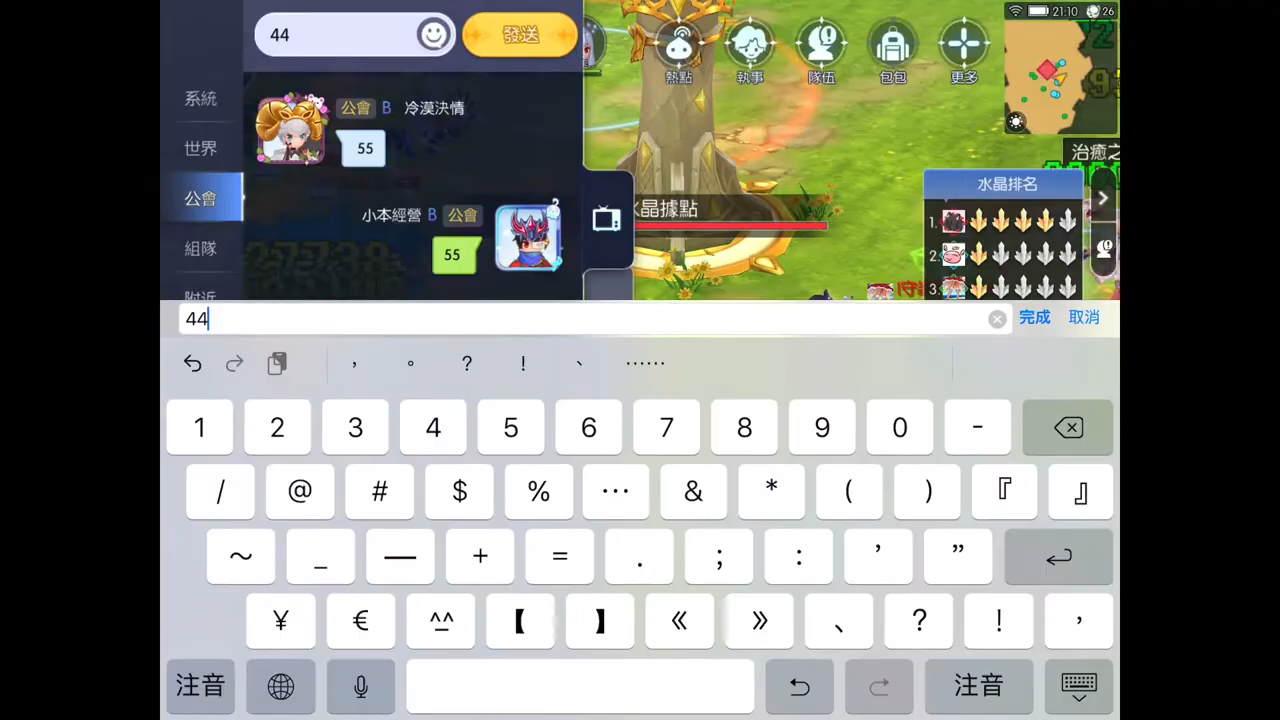 44
發送
系統
世界
公會
組隊
附近
公會 B 冷漠決情
55
小本經營 B 公會
55
熱點
執事
隊伍
包包
更多
21:10
26
水晶據點
治癒之
水晶排名
1.
2.
3.
44
完成
取消
， 。 ? ! 、 ⋯⋯
1 2 3 4 5 6 7 8 9 0 -
/ @ # $ % ⋯ & * ( ) 『 』
～ _ — + = . ; : ’ ”
¥ € ^^ 【 】 « » 、 ? ! ，
注音
注音